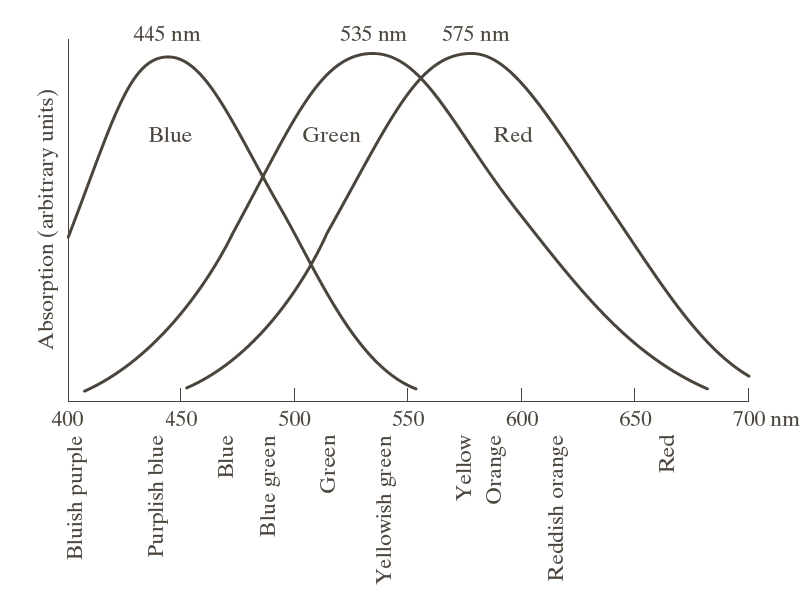 445 nm
535 nm
575 nm
Blue
Green
Red
Absorption (arbitrary units)
400
450
500
550
600
650
700 nm
Bluish purple
Purplish blue
Blue
Blue green
Green
Yellowish green
Yellow
Orange
Reddish orange
Red